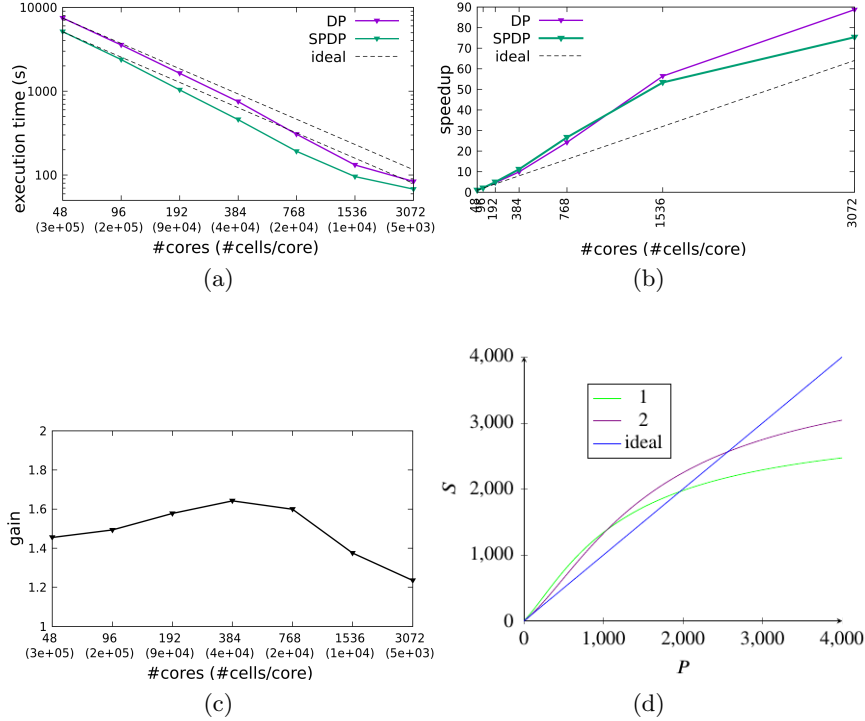 10000
1000
100
execution time (s)
DP
SPDP
ideal
48 96 192 384 768 1536 3072
(3e+05) (2e+05) (9e+04) (4e+04) (2e+04) (1e+04) (5e+03)
#cores (#cells/core)
(a)
90
80
70
60
50
40
30
20
10
0
speedup
DP
SPDP
ideal
48 96 192 384 768 1536 3072
#cores (#cells/core)
(b)
2
1.8
1.6
1.4
1.2
1
gain
48 96 192 384 768 1536 3072
(3e+05) (2e+05) (9e+04) (4e+04) (2e+04) (1e+04) (5e+03)
#cores (#cells/core)
(c)
4,000
3,000
2,000
1,000
0
S
1
2
ideal
0 1,000 2,000 3,000 4,000
P
(d)